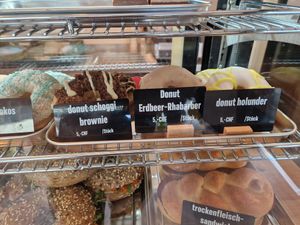 akos
donut schoggi
brownie
5.-CHF /Stück
Donut
Erdbeer-Rhabarber
5.-CHF /Stück
donut holunder
5.-CHF /Stück
trockenfleisch-
sandwich